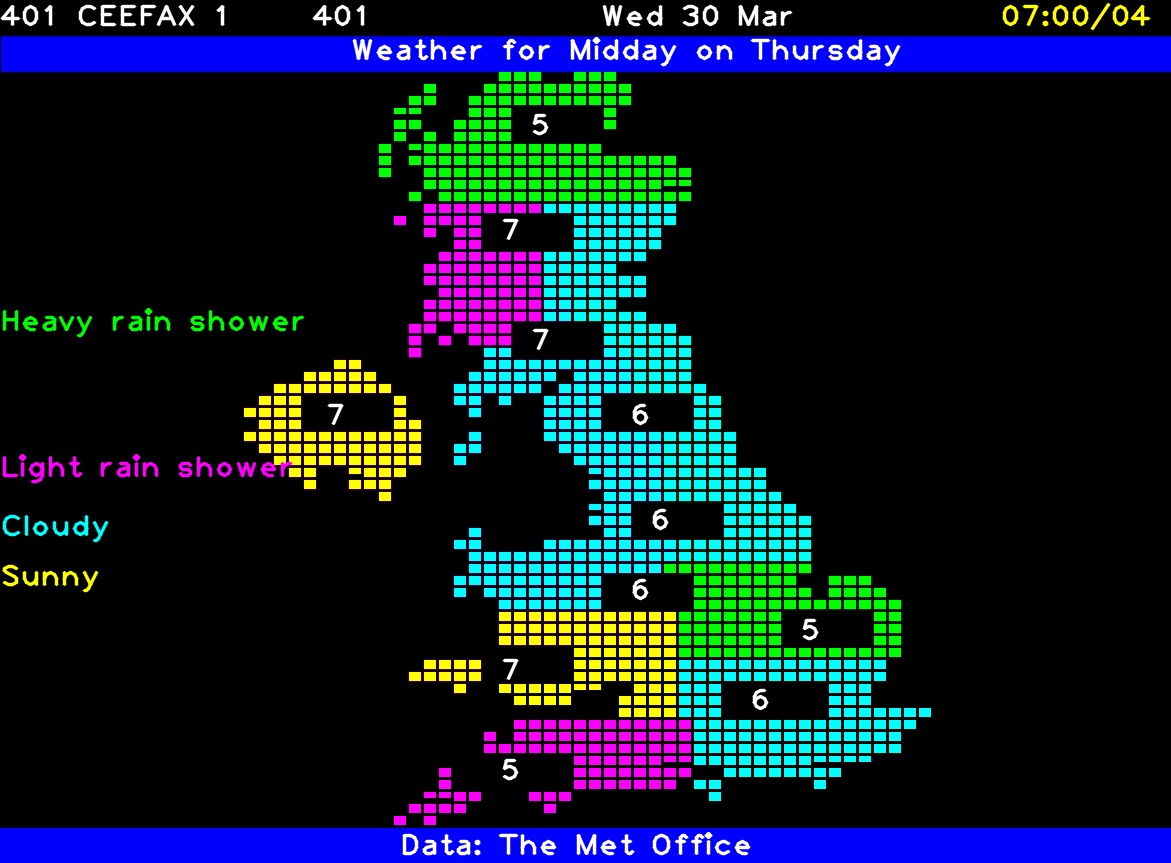 401 CEEFAX 1 401 Wed 30 Mar 07:00/04
Weather for Midday on Thursday
5
7
Heavy rain shower
7
7 6
Light rain shower
6
Cloudy
Sunny
6
5
7
6
5
Data: The Met Office